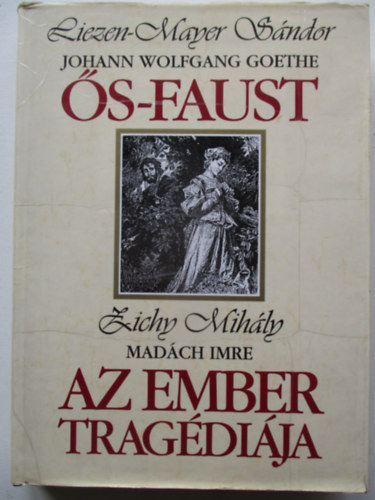 Liezen-Mayer Sándor
JOHANN WOLFGANG GOETHE
ŐS-FAUST
Zichy Mihály
MADÁCH IMRE
AZ EMBER
TRAGÉDIÁJA